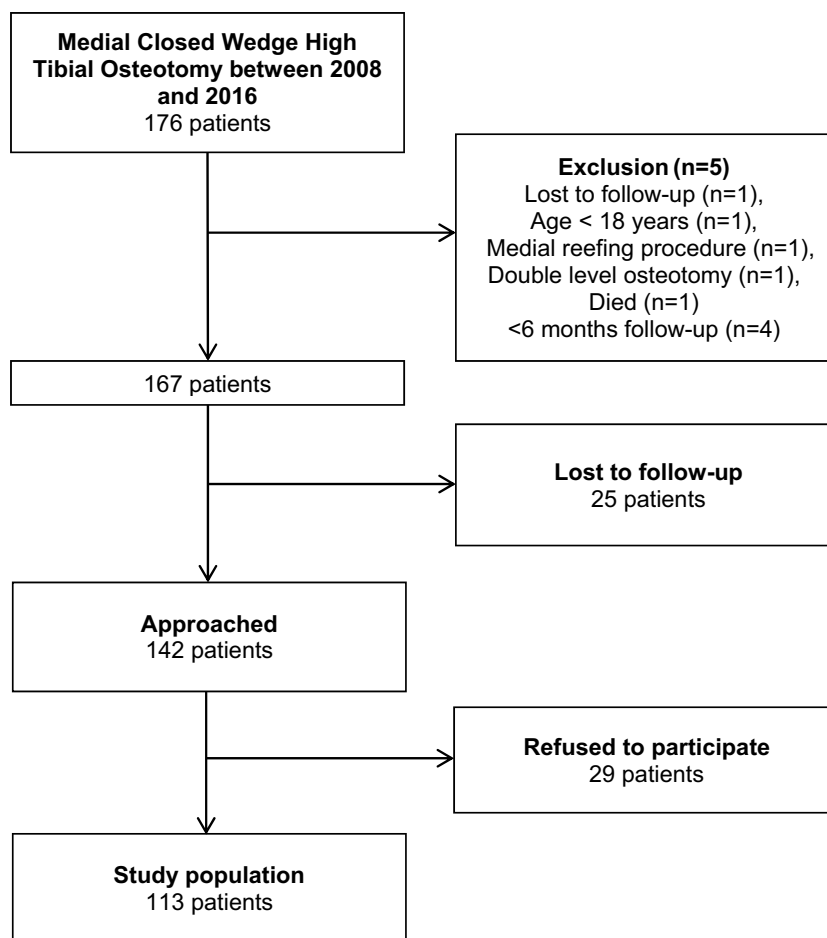 Medial Closed Wedge High
Tibial Osteotomy between 2008
and 2016
176 patients
Exclusion (n=5)
Lost to follow-up (n=1),
Age < 18 years (n=1),
Medial reefing procedure (n=1),
Double level osteotomy (n=1),
Died (n=1)
<6 months follow-up (n=4)
167 patients
Lost to follow-up
25 patients
Approached
142 patients
Refused to participate
29 patients
Study population
113 patients